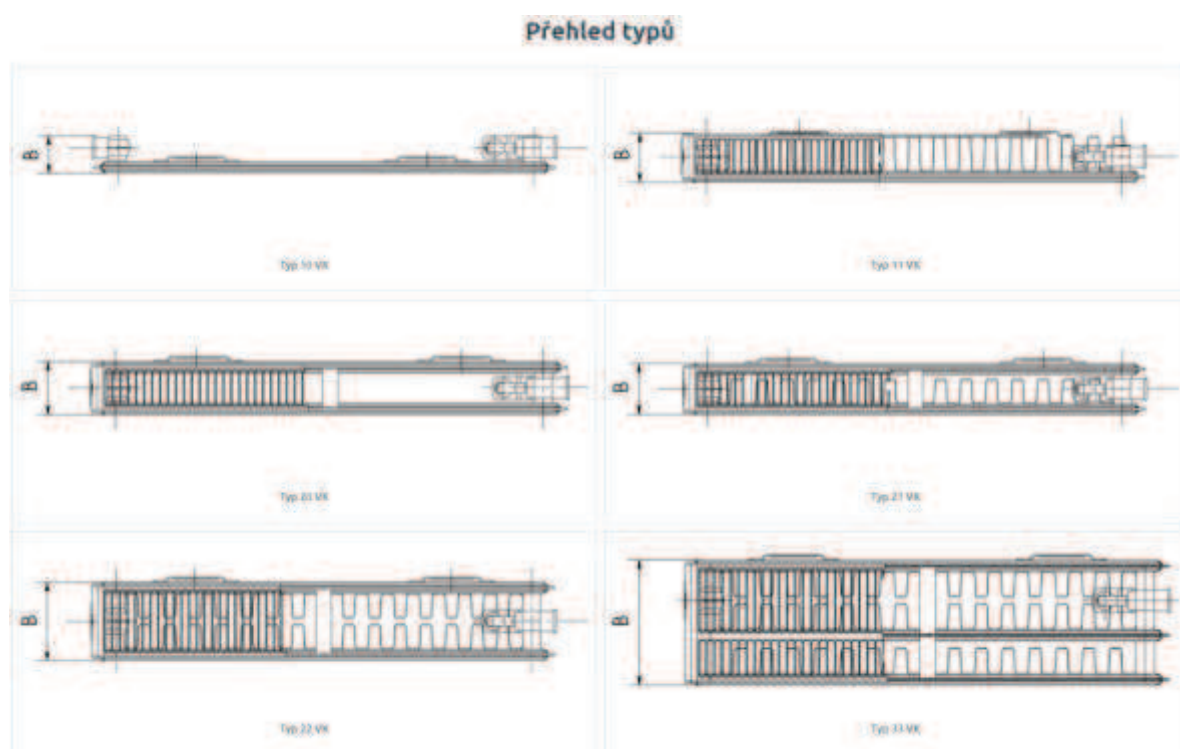 Přehled typů
B
B
Typ 10 VK
Typ 11 VK
B
B
Typ 20 VK
Typ 21 VK
B
B
Typ 22 VK
Typ 33 VK